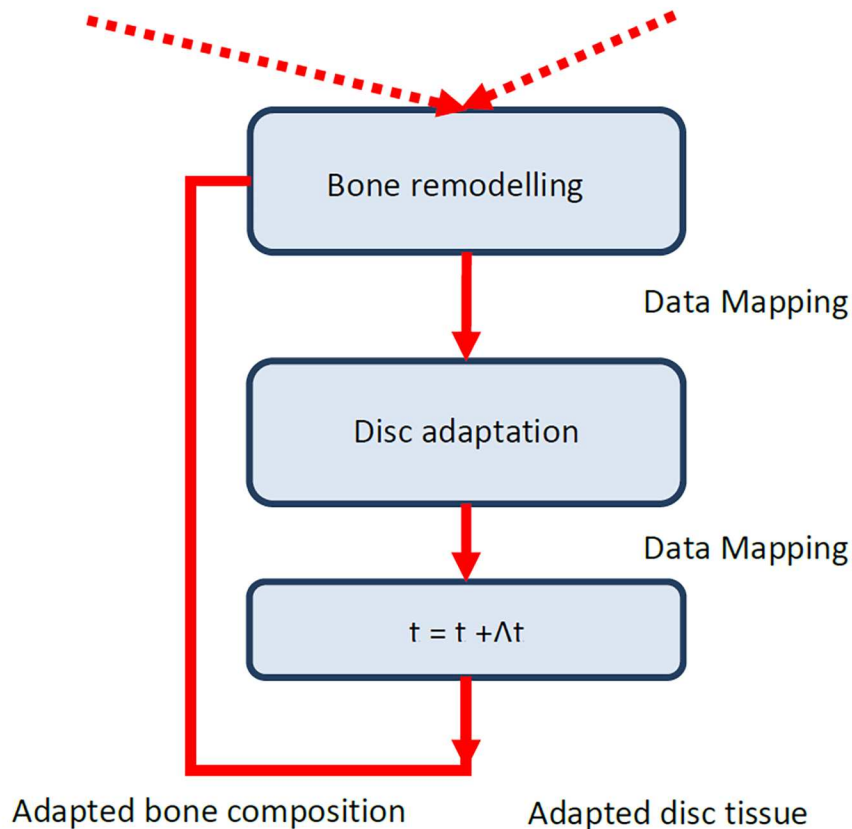 Bone remodelling
Data Mapping
Disc adaptation
Data Mapping
t = t +Λt
Adapted bone composition
Adapted disc tissue